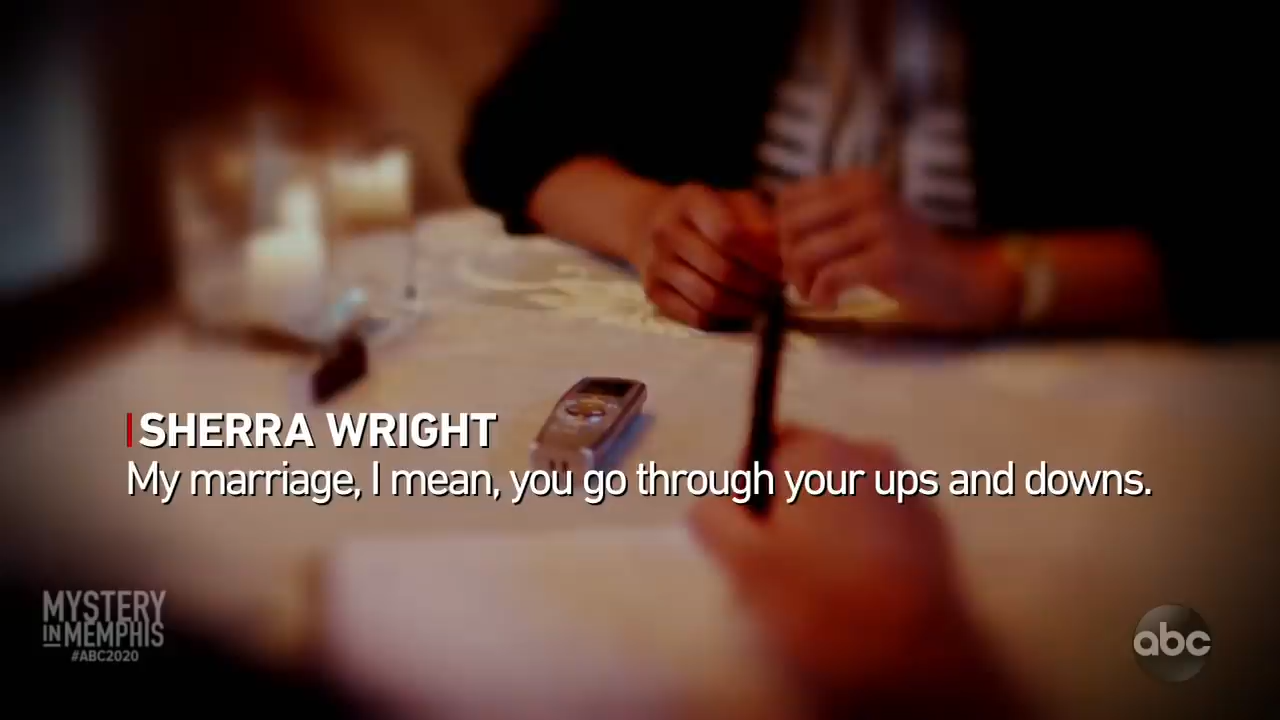 SHERRA WRIGHT
My marriage, I mean, you go through your ups and downs.
MYSTERY
IN MEMPHIS
#ABC2020
abc